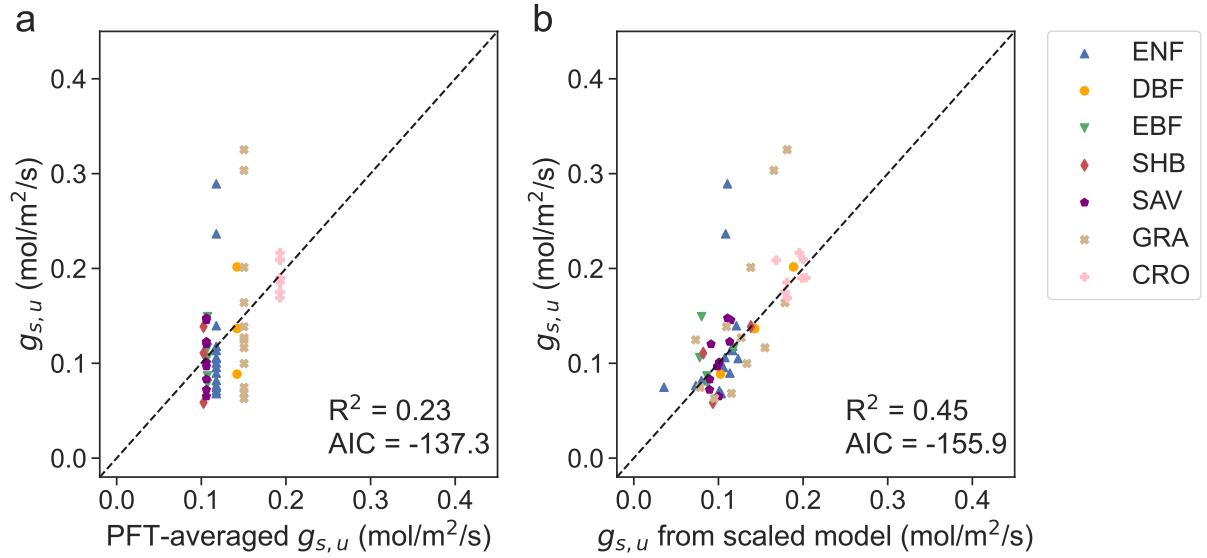 a
b
0.4
0.3
0.2
0.1
0.0
g_{s, u} (mol/m²/s)
R² = 0.23
AIC = -137.3
0.0 0.1 0.2 0.3 0.4
PFT-averaged g_{s, u} (mol/m²/s)
0.4
0.3
0.2
0.1
0.0
g_{s, u} (mol/m²/s)
R² = 0.45
AIC = -155.9
0.0 0.1 0.2 0.3 0.4
g_{s, u} from scaled model (mol/m²/s)
ENF
DBF
EBF
SHB
SAV
GRA
CRO